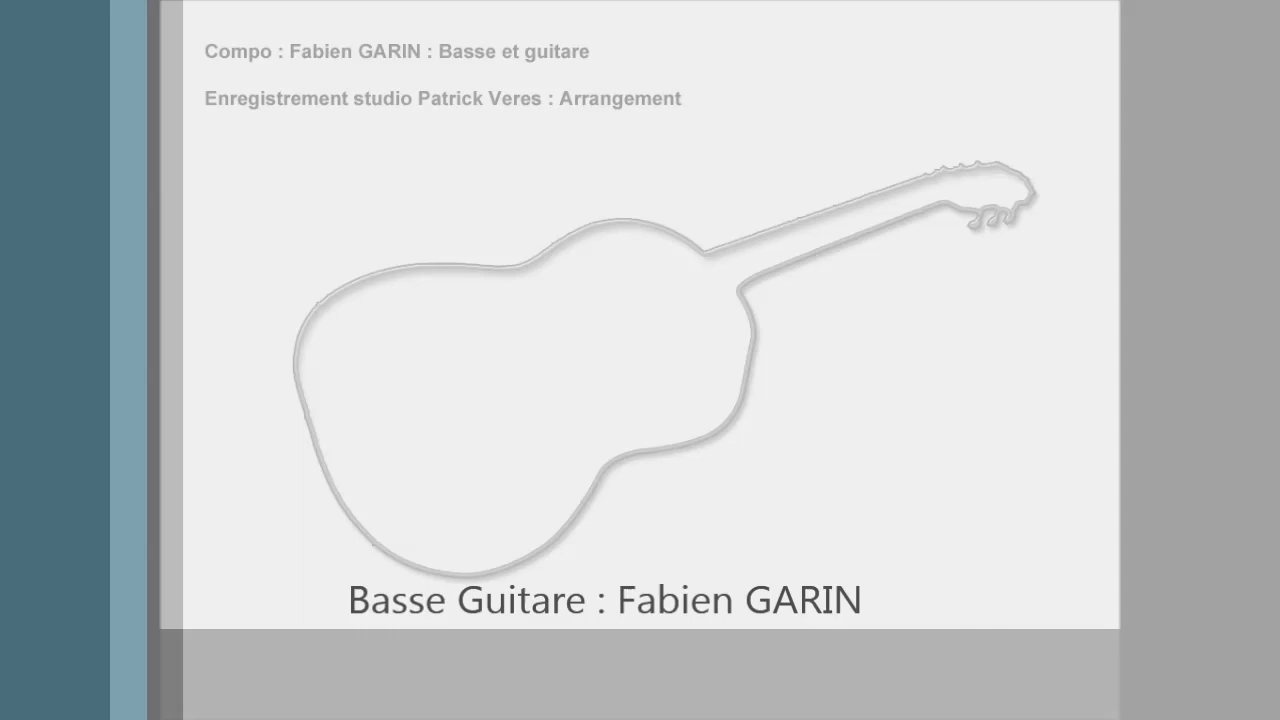 Compo : Fabien GARIN : Basse et guitare
Enregistrement studio Patrick Veres : Arrangement
Basse Guitare : Fabien GARIN